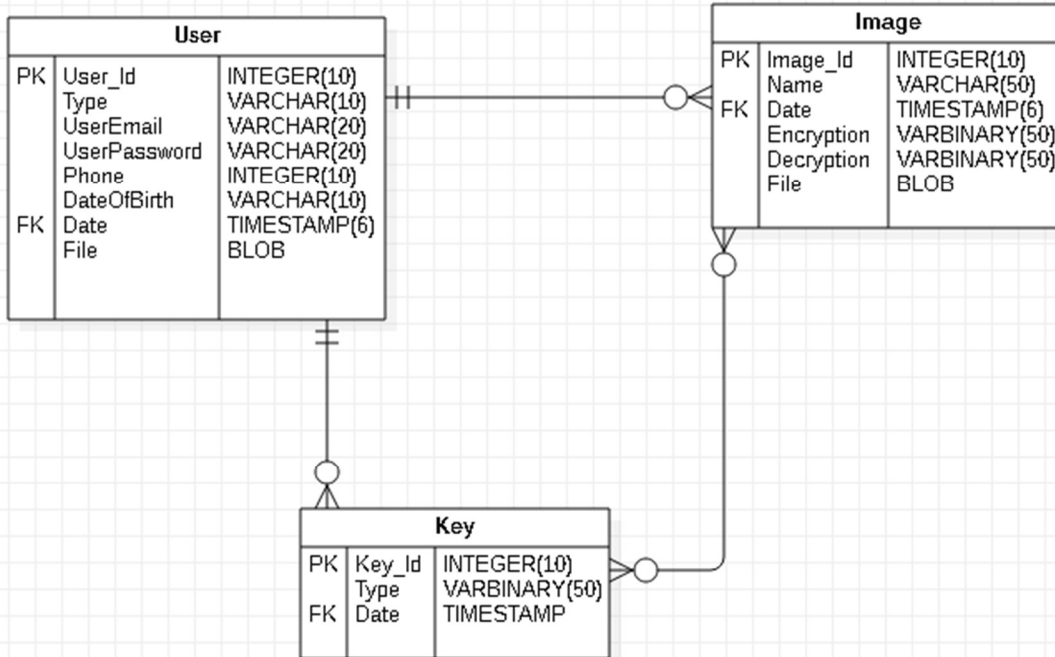 User
PK User_Id INTEGER(10)
Type VARCHAR(10)
UserEmail VARCHAR(20)
UserPassword VARCHAR(20)
Phone INTEGER(10)
DateOfBirth VARCHAR(10)
FK Date TIMESTAMP(6)
File BLOB
Image
PK Image_Id INTEGER(10)
Name VARCHAR(50)
FK Date TIMESTAMP(6)
Encryption VARBINARY(50)
Decryption VARBINARY(50)
File BLOB
Key
PK Key_Id INTEGER(10)
Type VARBINARY(50)
FK Date TIMESTAMP